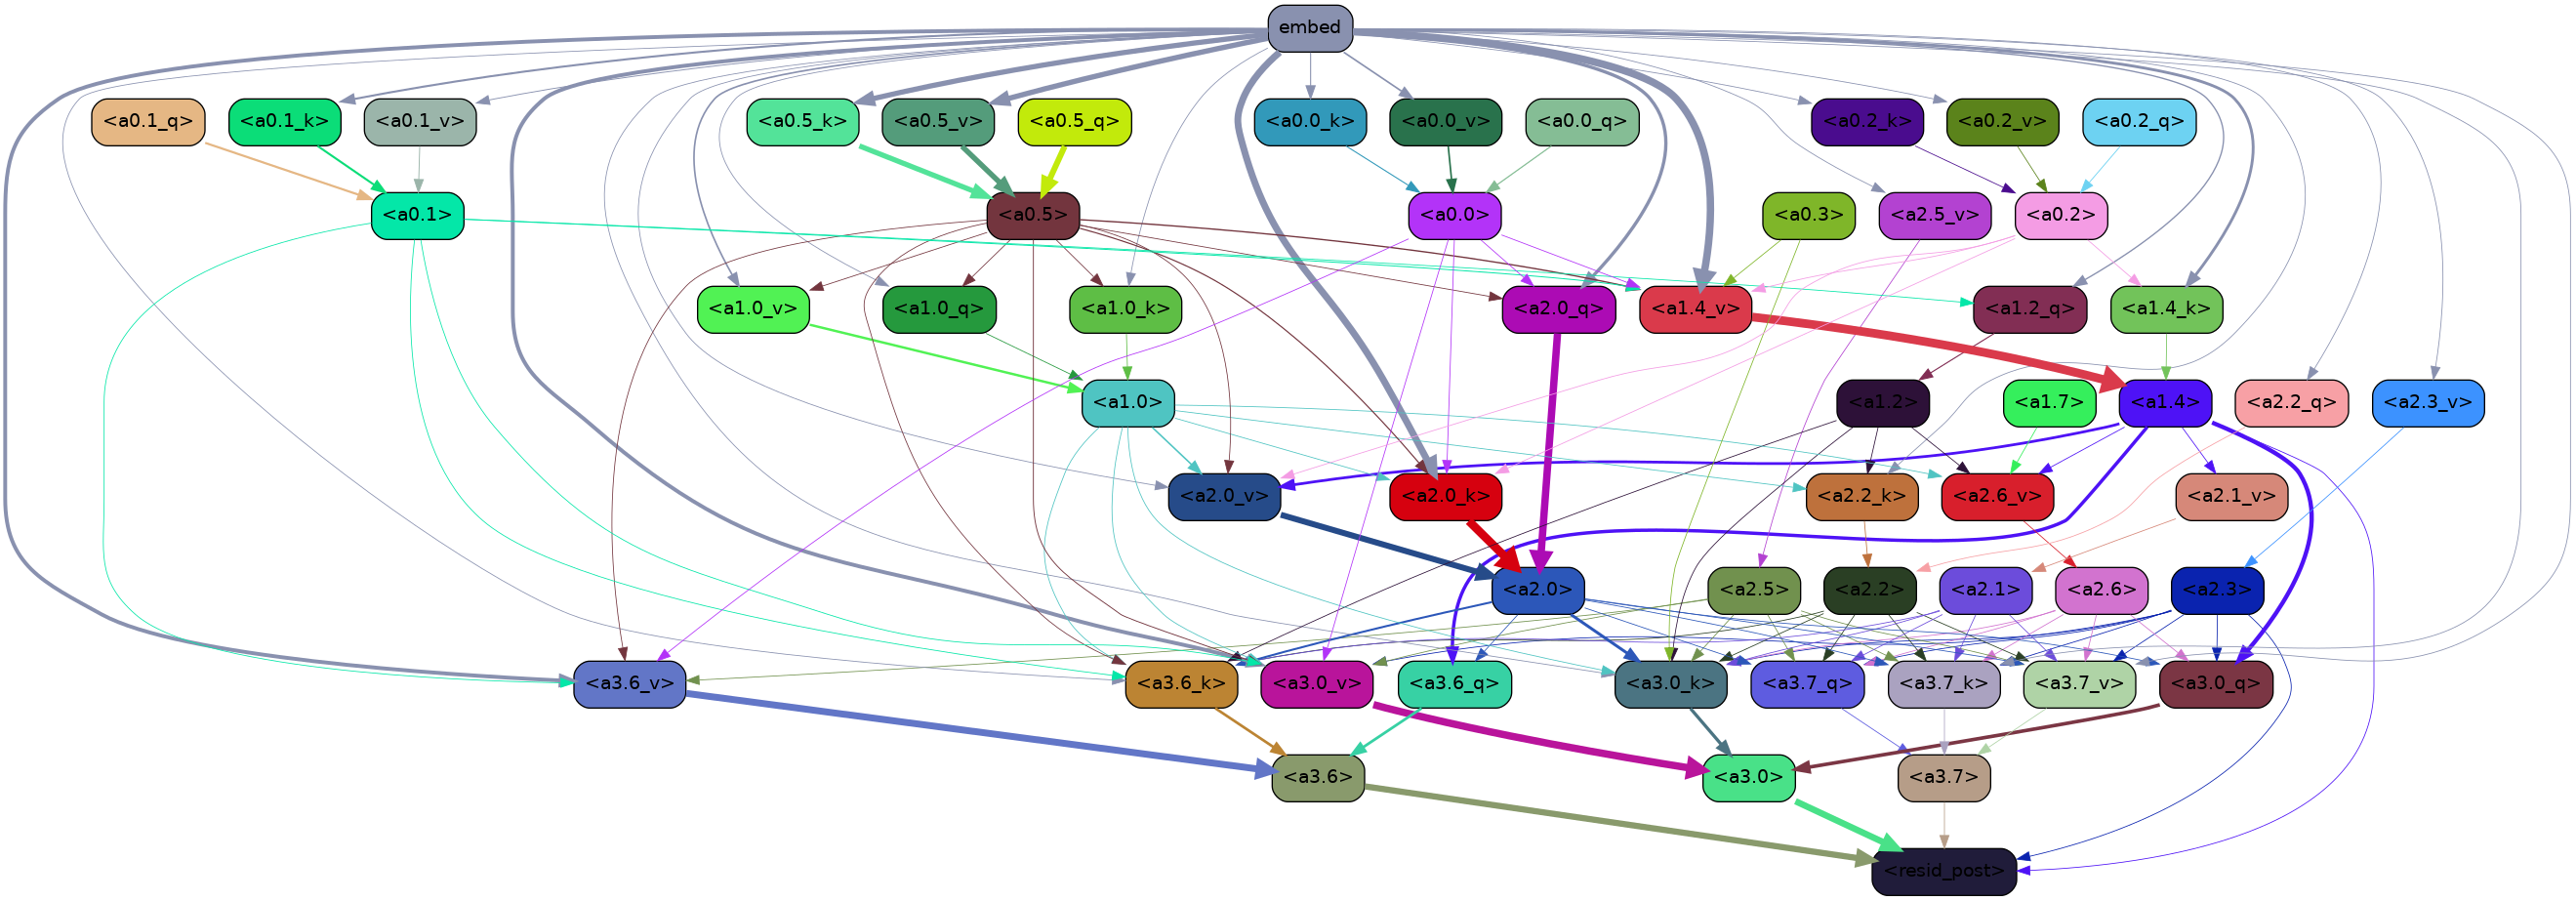 embed
<a0.1_q>
<a0.1_k>
<a0.1_v>
<a0.5_k>
<a0.5_v>
<a0.5_q>
<a0.0_k>
<a0.0_v>
<a0.0_q>
<a0.2_k>
<a0.2_v>
<a0.2_q>
<a0.1>
<a0.5>
<a0.0>
<a0.3>
<a2.5_v>
<a0.2>
<a1.0_v>
<a1.0_q>
<a1.0_k>
<a2.0_q>
<a1.4_v>
<a1.2_q>
<a1.4_k>
<a1.0>
<a1.2>
<a1.7>
<a1.4>
<a2.2_q>
<a2.3_v>
<a2.0_v>
<a2.0_k>
<a2.2_k>
<a2.6_v>
<a2.1_v>
<a2.0>
<a2.5>
<a2.2>
<a2.1>
<a2.6>
<a2.3>
<a3.6_v>
<a3.6_k>
<a3.0_v>
<a3.6_q>
<a3.0_k>
<a3.7_q>
<a3.7_k>
<a3.7_v>
<a3.0_q>
<a3.6>
<a3.0>
<a3.7>
<resid_post>